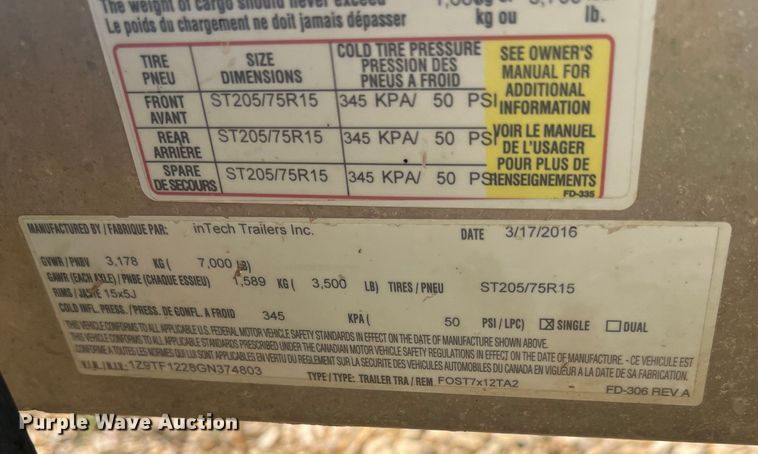 The weight of cargo should never exceed
Le poids du chargement ne doit jamais dépasser kg ou lb.
TIRE PNEU SIZE DIMENSIONS COLD TIRE PRESSURE PRESSION DES PNEUS A FROID
SEE OWNER'S MANUAL FOR ADDITIONAL INFORMATION
FRONT AVANT ST205/75R15 345 KPA/ 50 PSI
REAR ARRIÈRE ST205/75R15 345 KPA/ 50 PSI
VOIR LE MANUEL DE L'USAGER POUR PLUS DE RENSEIGNEMENTS
SPARE DE SECOURS ST205/75R15 345 KPA/ 50 PSI
FD-335
MANUFACTURED BY / FABRIQUE PAR: inTech Trailers Inc. DATE 3/17/2016
GVWR / PNBV 3,178 KG ( 7,000 LB)
GAWR (EACH AXLE) / PNBE (CHAQUE ESSIEU) 1,589 KG ( 3,500 LB) TIRES / PNEU ST205/75R15
RIMS / JANTE 15x5J
COLD INFL. PRESS./PRESS. DE GONFL. A FROID 345 KPA ( 50 PSI / LPC) ☒ SINGLE ☐ DUAL
THIS VEHICLE CONFORMS TO ALL APPLICABLE U.S. FEDERAL MOTOR VEHICLE SAFETY STANDARDS IN EFFECT ON THE DATE OF MANUFACTURE SHOWN ABOVE.
THIS VEHICLE CONFORMS TO ALL APPLICABLE STANDARDS PRESCRIBED UNDER THE CANADIAN MOTOR VEHICLE SAFETY REGULATIONS IN EFFECT ON THE DATE OF MANUFACTURE. - CE VEHICULE EST
CONFORME A TOUTES LES NORMES QUI LUI SONT APPLICABLES EN VERTU DU REGLEMENT SUR LA SECURITE DES VEHICULES AUTOMOBILES DU CANADA EN VIGUEUR A LA DATE DE SA FABRICATION.
V.I.N. / N.I.V.: 1Z9TF1228GN374803 TYPE / TYPE: TRAILER TRA / REM FOST7x12TA2
FD-306 REV A
Purple Wave Auction